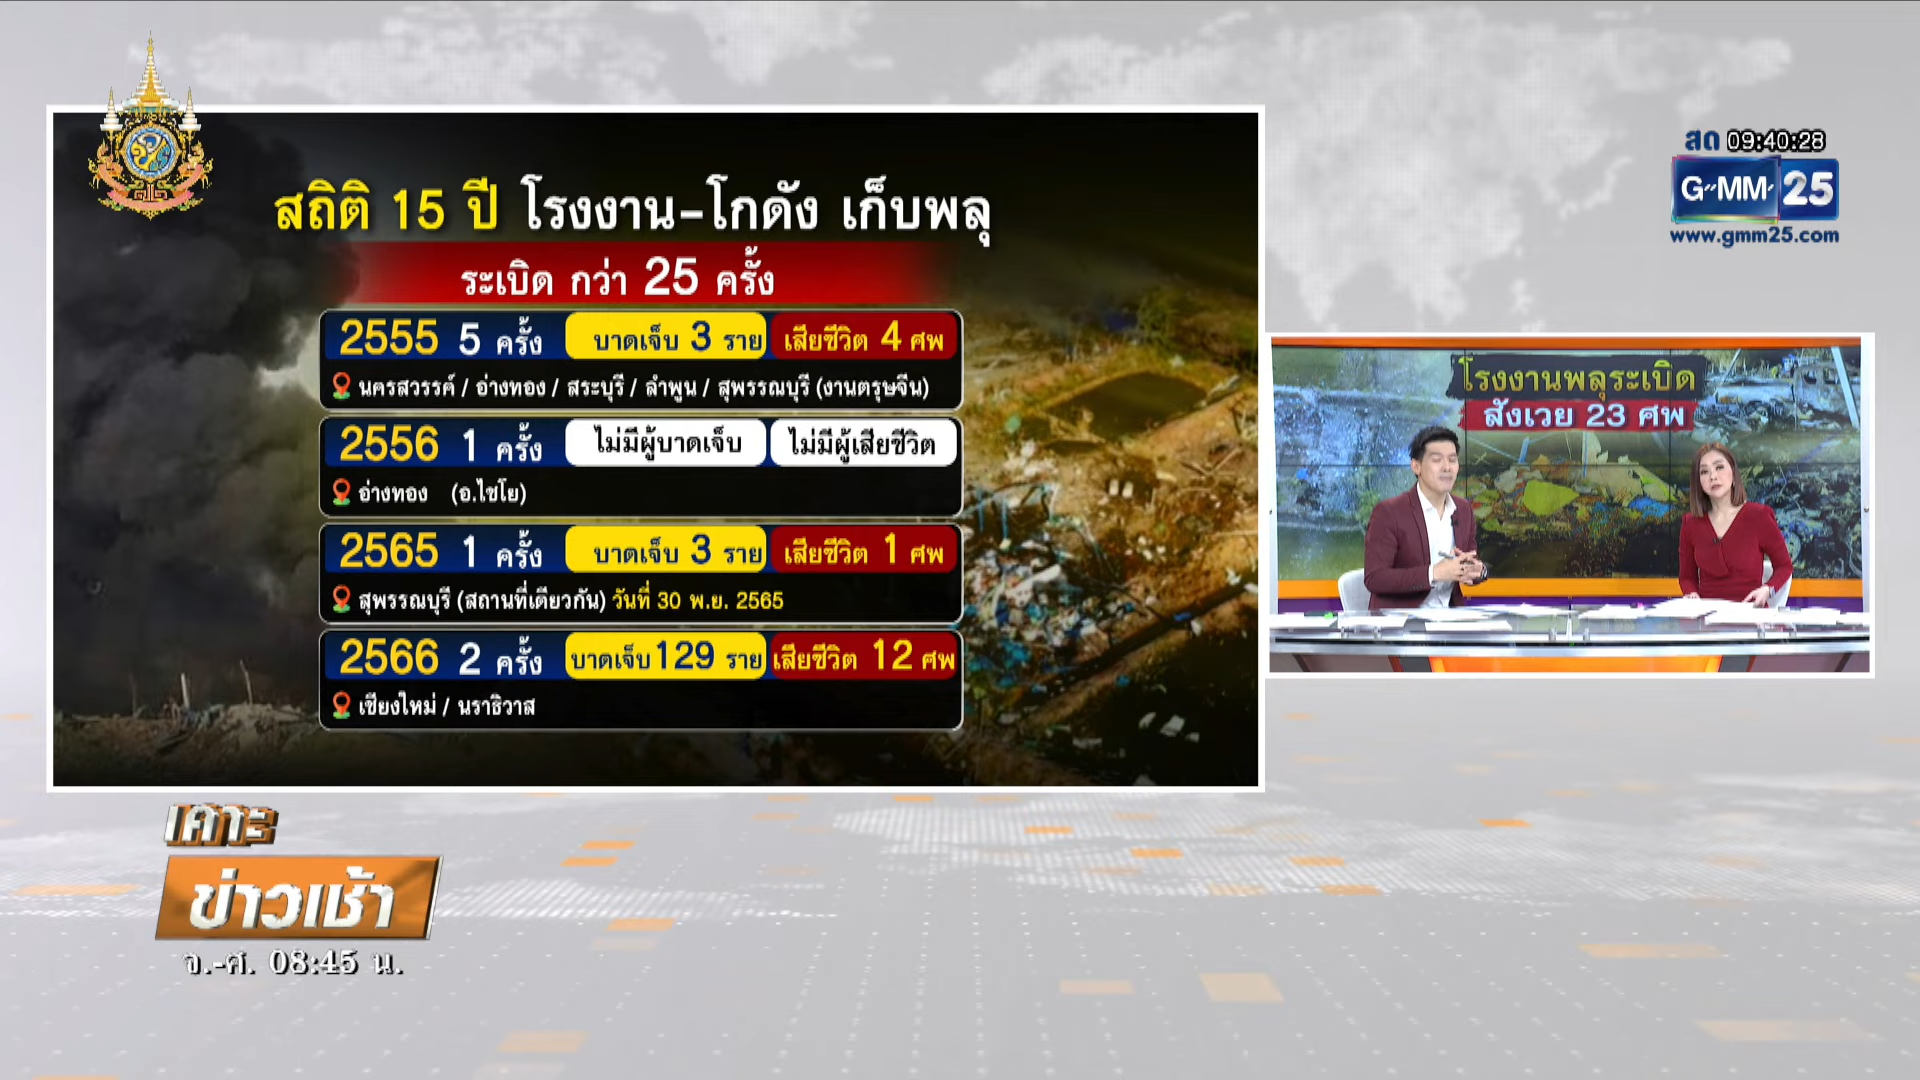 สถิติ 15 ปี โรงงาน-โกดัง เก็บพลุ
ระเบิด กว่า 25 ครั้ง
2555 5 ครั้ง บาดเจ็บ 3 ราย เสียชีวิต 4 ศพ
นครสวรรค์ / อ่างทอง / สระบุรี / ลำพูน / สุพรรณบุรี (งานตรุษจีน)
2556 1 ครั้ง ไม่มีผู้บาดเจ็บ ไม่มีผู้เสียชีวิต
อ่างทอง (อ.ไชโย)
2565 1 ครั้ง บาดเจ็บ 3 ราย เสียชีวิต 1 ศพ
สุพรรณบุรี (สถานที่เดียวกัน) วันที่ 30 พ.ย. 2565
2566 2 ครั้ง บาดเจ็บ 129 ราย เสียชีวิต 12 ศพ
เชียงใหม่ / นราธิวาส
สด 09:40:28
GMM 25
www.gmm25.com
โรงงานพลุระเบิด
สังเวย 23 ศพ
เคาะ
ข่าวเช้า
จ.-ศ. 08:45 น.